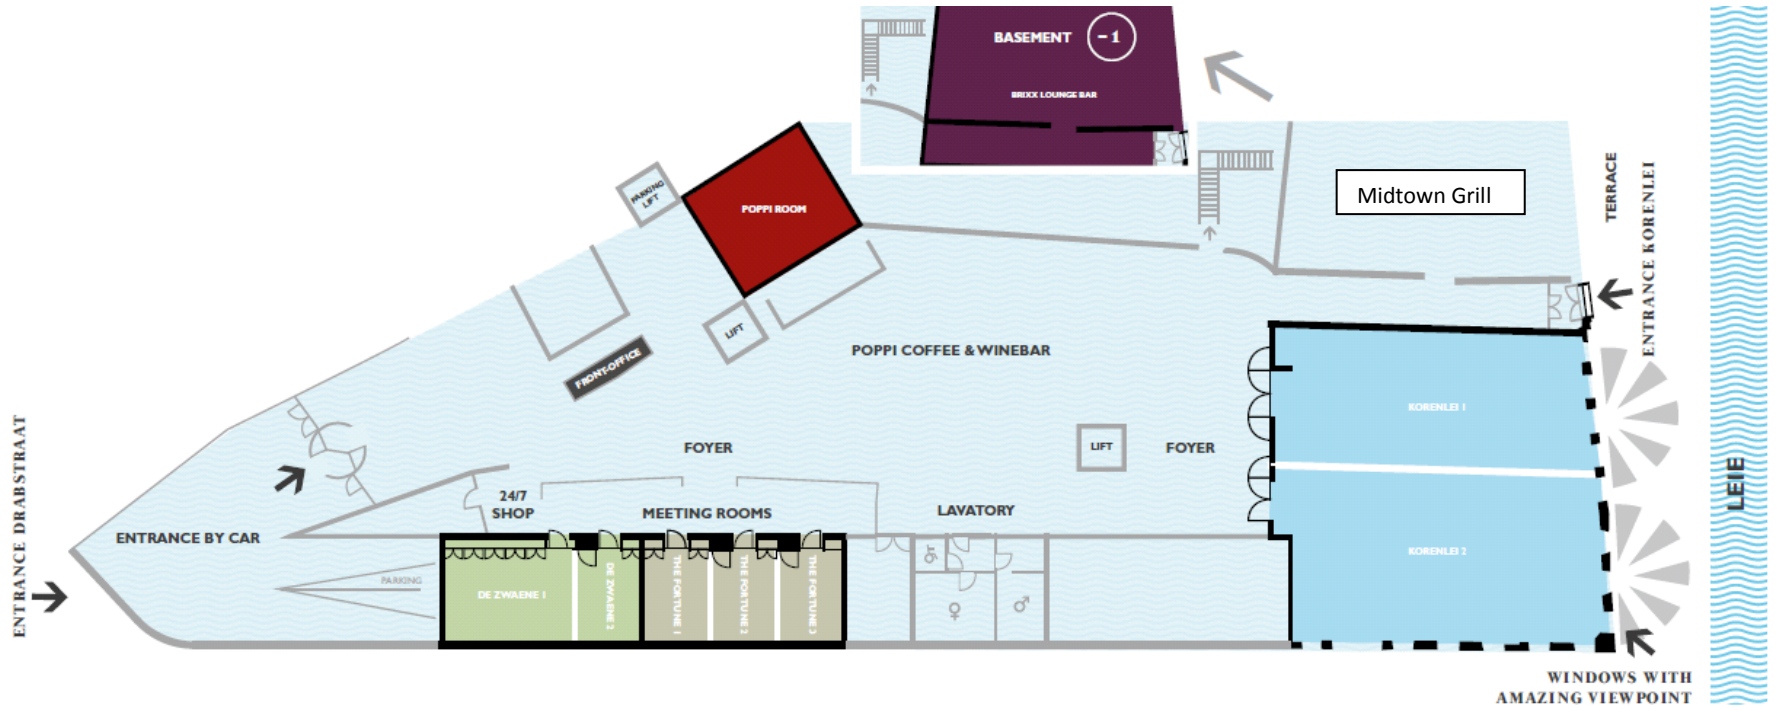 BASEMENT -1
BRIXX LOUNGE BAR
PARKING
LIFT
POPPI ROOM
Midtown Grill
TERRACE
ENTRANCE KORENLEI
LIFT
FRONT-OFFICE
POPPI COFFEE & WINEBAR
KORENLEI 1
FOYER
LIFT
FOYER
LEIE
24/7
SHOP
MEETING ROOMS
LAVATORY
ENTRANCE DRABSTRAAT
ENTRANCE BY CAR
KORENLEI 2
PARKING
DE ZWAENE 1
DE ZWAENE 2
THE FORTUNE 1
THE FORTUNE 2
THE FORTUNE 3
WINDOWS WITH
AMAZING VIEWPOINT